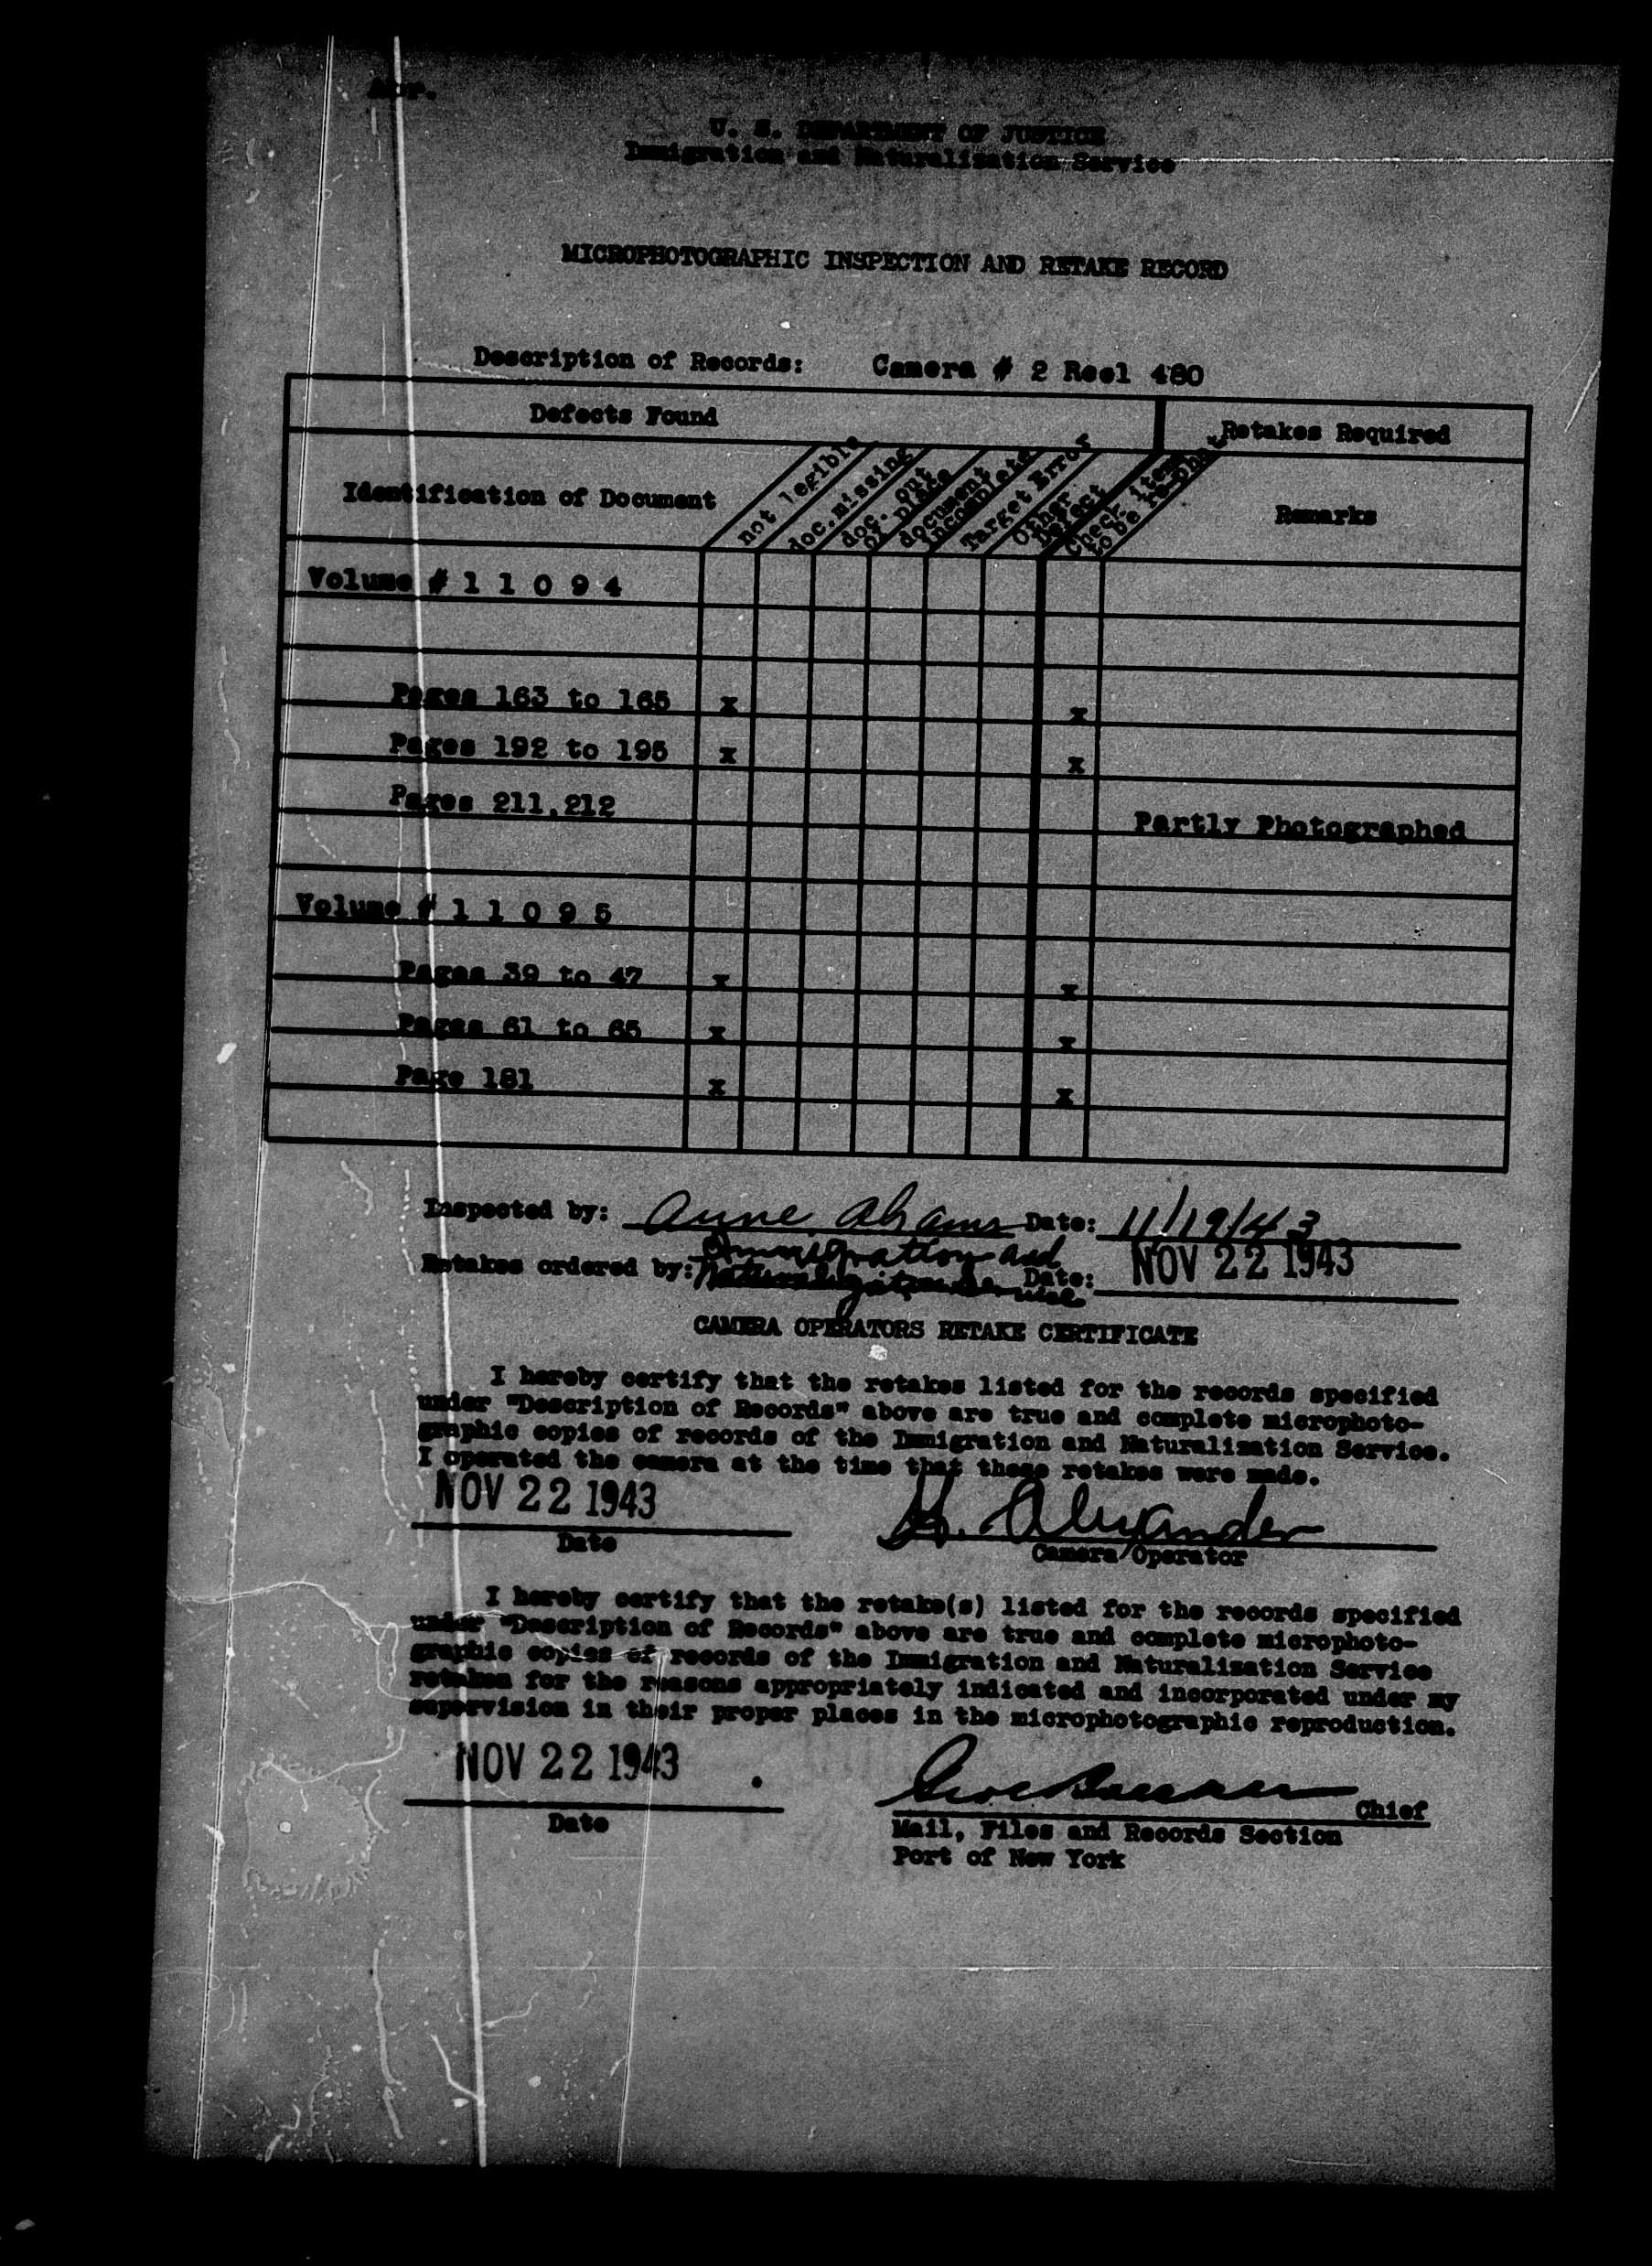 Apr.
U. S. DEPARTMENT OF JUSTICE
Immigration and Naturalization Service
MICROPHOTOGRAPHIC INSPECTION AND RETAKE RECORD
Description of Records: Camera # 2 Reel 480
Defects Found
Retakes Required
Identification of Document
not legible
doc. missing
doc. out of place
document incomplete
Target Error
Other Defect
Check item to be re-phot
Remarks
Volume # 1 1 0 9 4
Pages 163 to 165 x x
Pages 192 to 195 x x
Pages 211,212 Partly Photographed
Volume # 1 1 0 9 5
Pages 39 to 47 x x
Pages 61 to 65 x x
Page 181 x x
Inspected by: Anne Abrams Date: 11/19/43
Retakes ordered by: Immigration and Naturalization Service Date: NOV 22 1943
CAMERA OPERATORS RETAKE CERTIFICATE
I hereby certify that the retakes listed for the records specified
under "Description of Records" above are true and complete microphoto-
graphic copies of records of the Immigration and Naturalization Service.
I operated the camera at the time that these retakes were made.
NOV 22 1943
Date
Alexander
Camera Operator
I hereby certify that the retake(s) listed for the records specified
under "Description of Records" above are true and complete microphoto-
graphic copies of records of the Immigration and Naturalization Service
retaken for the reasons appropriately indicated and incorporated under my
supervision in their proper places in the microphotographic reproduction.
NOV 22 1943
Date
Chief
Mail, Files and Records Section
Port of New York